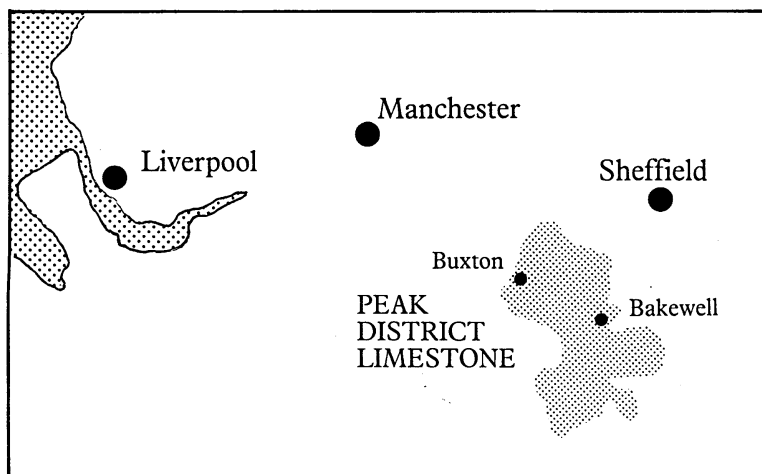 Manchester
Liverpool
Sheffield
Buxton
PEAK
DISTRICT
LIMESTONE
Bakewell